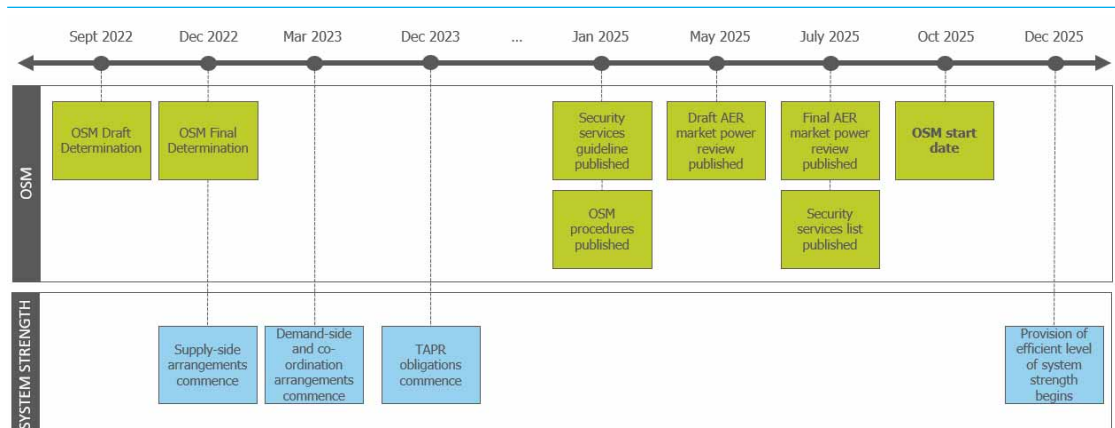 Sept 2022
Dec 2022
Mar 2023
Dec 2023
...
Jan 2025
May 2025
July 2025
Oct 2025
Dec 2025
OSM
OSM Draft
Determination
OSM Final
Determination
Security
services
guideline
published
Draft AER
market power
review
published
Final AER
market power
review published
OSM start
date
OSM
procedures
published
Security
services list
published
SYSTEM STRENGTH
Supply-side
arrangements
commence
Demand-side
and co-
ordination
arrangements
commence
TAPR
obligations
commence
Provision of
efficient level
of system
strength
begins